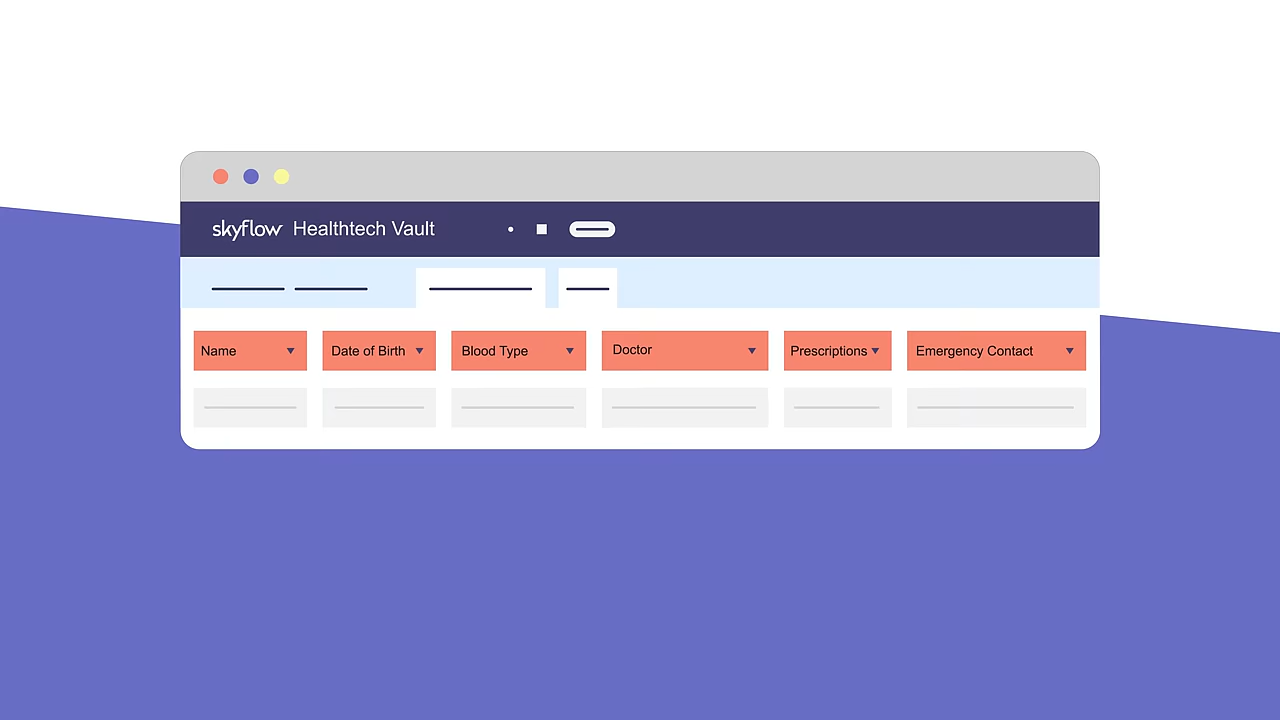 skyflow Healthtech Vault
Name Date of Birth Blood Type Doctor Prescriptions Emergency Contact